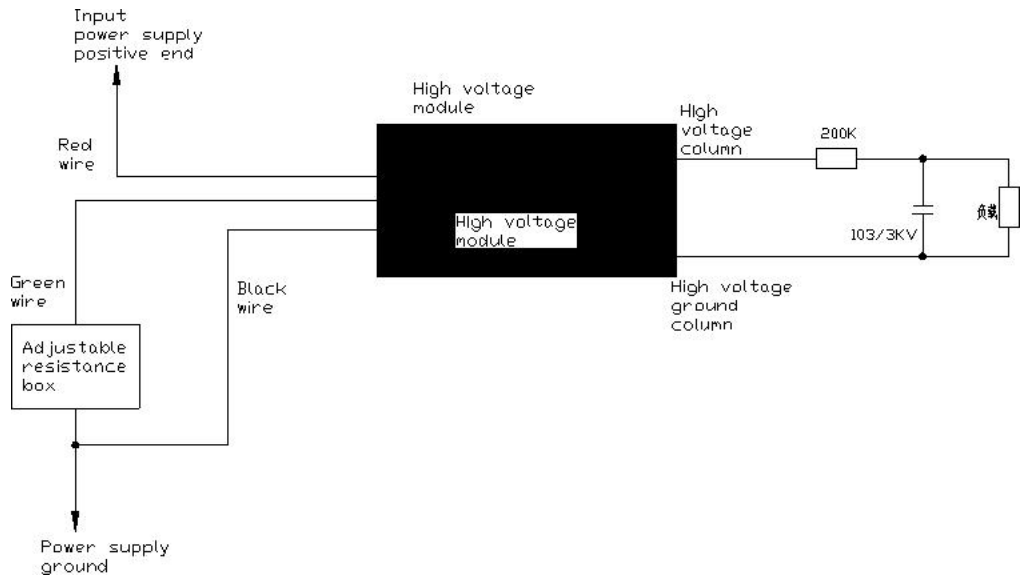 Input
power supply
positive end
High voltage
module
HIgh
voltage
column
200K
Red
wire
HIgh voltage
module
负载
103/3KV
Green
wire
Black
wire
High voltage
ground
column
Adjustable
resistance
box
Power supply
ground